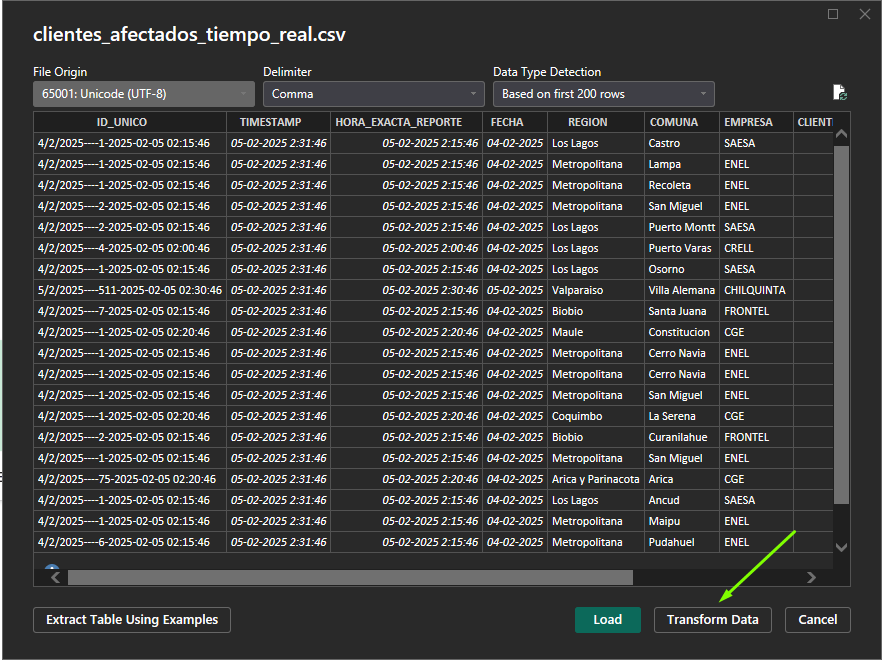 clientes_afectados_tiempo_real.csv
File Origin Delimiter Data Type Detection
65001: Unicode (UTF-8) Comma Based on first 200 rows
ID_UNICO TIMESTAMP HORA_EXACTA_REPORTE FECHA REGION COMUNA EMPRESA CLIENT
4/2/2025----1-2025-02-05 02:15:46 05-02-2025 2:31:46 05-02-2025 2:15:46 04-02-2025 Los Lagos Castro SAESA
4/2/2025----1-2025-02-05 02:15:46 05-02-2025 2:31:46 05-02-2025 2:15:46 04-02-2025 Metropolitana Lampa ENEL
4/2/2025----1-2025-02-05 02:15:46 05-02-2025 2:31:46 05-02-2025 2:15:46 04-02-2025 Metropolitana Recoleta ENEL
4/2/2025----2-2025-02-05 02:15:46 05-02-2025 2:31:46 05-02-2025 2:15:46 04-02-2025 Metropolitana San Miguel ENEL
4/2/2025----2-2025-02-05 02:15:46 05-02-2025 2:31:46 05-02-2025 2:15:46 04-02-2025 Los Lagos Puerto Montt SAESA
4/2/2025----4-2025-02-05 02:00:46 05-02-2025 2:31:46 05-02-2025 2:00:46 04-02-2025 Los Lagos Puerto Varas CRELL
4/2/2025----1-2025-02-05 02:15:46 05-02-2025 2:31:46 05-02-2025 2:15:46 04-02-2025 Los Lagos Osorno SAESA
5/2/2025----511-2025-02-05 02:30:46 05-02-2025 2:31:46 05-02-2025 2:30:46 05-02-2025 Valparaiso Villa Alemana CHILQUINTA
4/2/2025----7-2025-02-05 02:15:46 05-02-2025 2:31:46 05-02-2025 2:15:46 04-02-2025 Biobio Santa Juana FRONTEL
4/2/2025----1-2025-02-05 02:20:46 05-02-2025 2:31:46 05-02-2025 2:20:46 04-02-2025 Maule Constitucion CGE
4/2/2025----1-2025-02-05 02:15:46 05-02-2025 2:31:46 05-02-2025 2:15:46 04-02-2025 Metropolitana Cerro Navia ENEL
4/2/2025----1-2025-02-05 02:15:46 05-02-2025 2:31:46 05-02-2025 2:15:46 04-02-2025 Metropolitana Cerro Navia ENEL
4/2/2025----1-2025-02-05 02:15:46 05-02-2025 2:31:46 05-02-2025 2:15:46 04-02-2025 Metropolitana San Miguel ENEL
4/2/2025----1-2025-02-05 02:20:46 05-02-2025 2:31:46 05-02-2025 2:20:46 04-02-2025 Coquimbo La Serena CGE
4/2/2025----2-2025-02-05 02:15:46 05-02-2025 2:31:46 05-02-2025 2:15:46 04-02-2025 Biobio Curanilahue FRONTEL
4/2/2025----1-2025-02-05 02:15:46 05-02-2025 2:31:46 05-02-2025 2:15:46 04-02-2025 Metropolitana San Miguel ENEL
4/2/2025----75-2025-02-05 02:20:46 05-02-2025 2:31:46 05-02-2025 2:20:46 04-02-2025 Arica y Parinacota Arica CGE
4/2/2025----1-2025-02-05 02:15:46 05-02-2025 2:31:46 05-02-2025 2:15:46 04-02-2025 Los Lagos Ancud SAESA
4/2/2025----1-2025-02-05 02:15:46 05-02-2025 2:31:46 05-02-2025 2:15:46 04-02-2025 Metropolitana Maipu ENEL
4/2/2025----6-2025-02-05 02:15:46 05-02-2025 2:31:46 05-02-2025 2:15:46 04-02-2025 Metropolitana Pudahuel ENEL
Extract Table Using Examples Load Transform Data Cancel